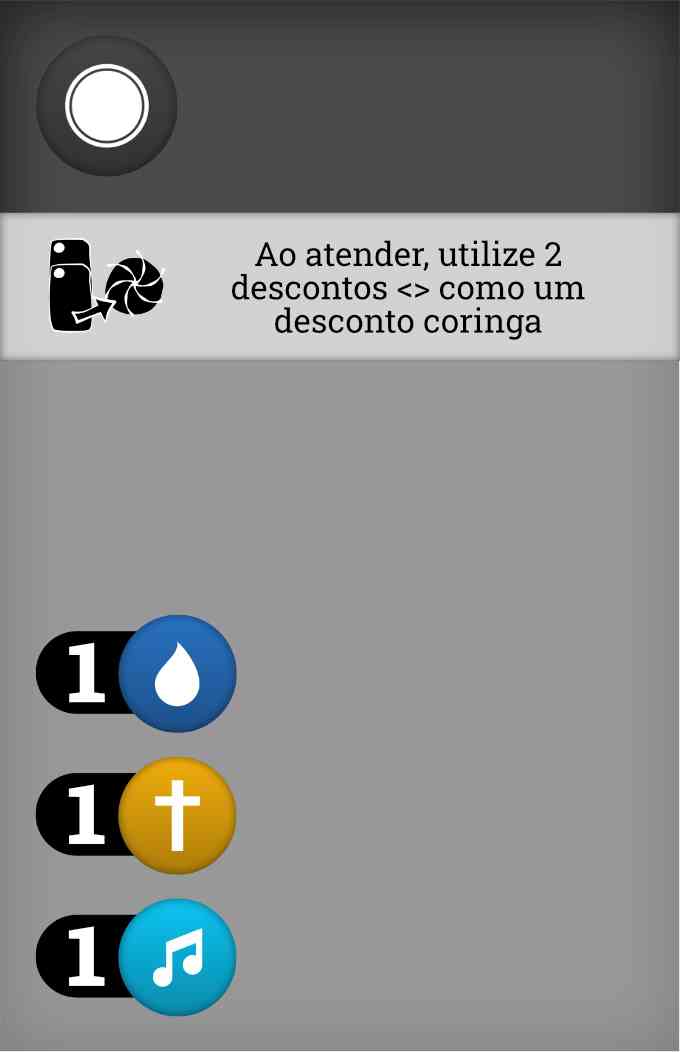 Ao atender, utilize 2
descontos <> como um
desconto coringa
1
1
1